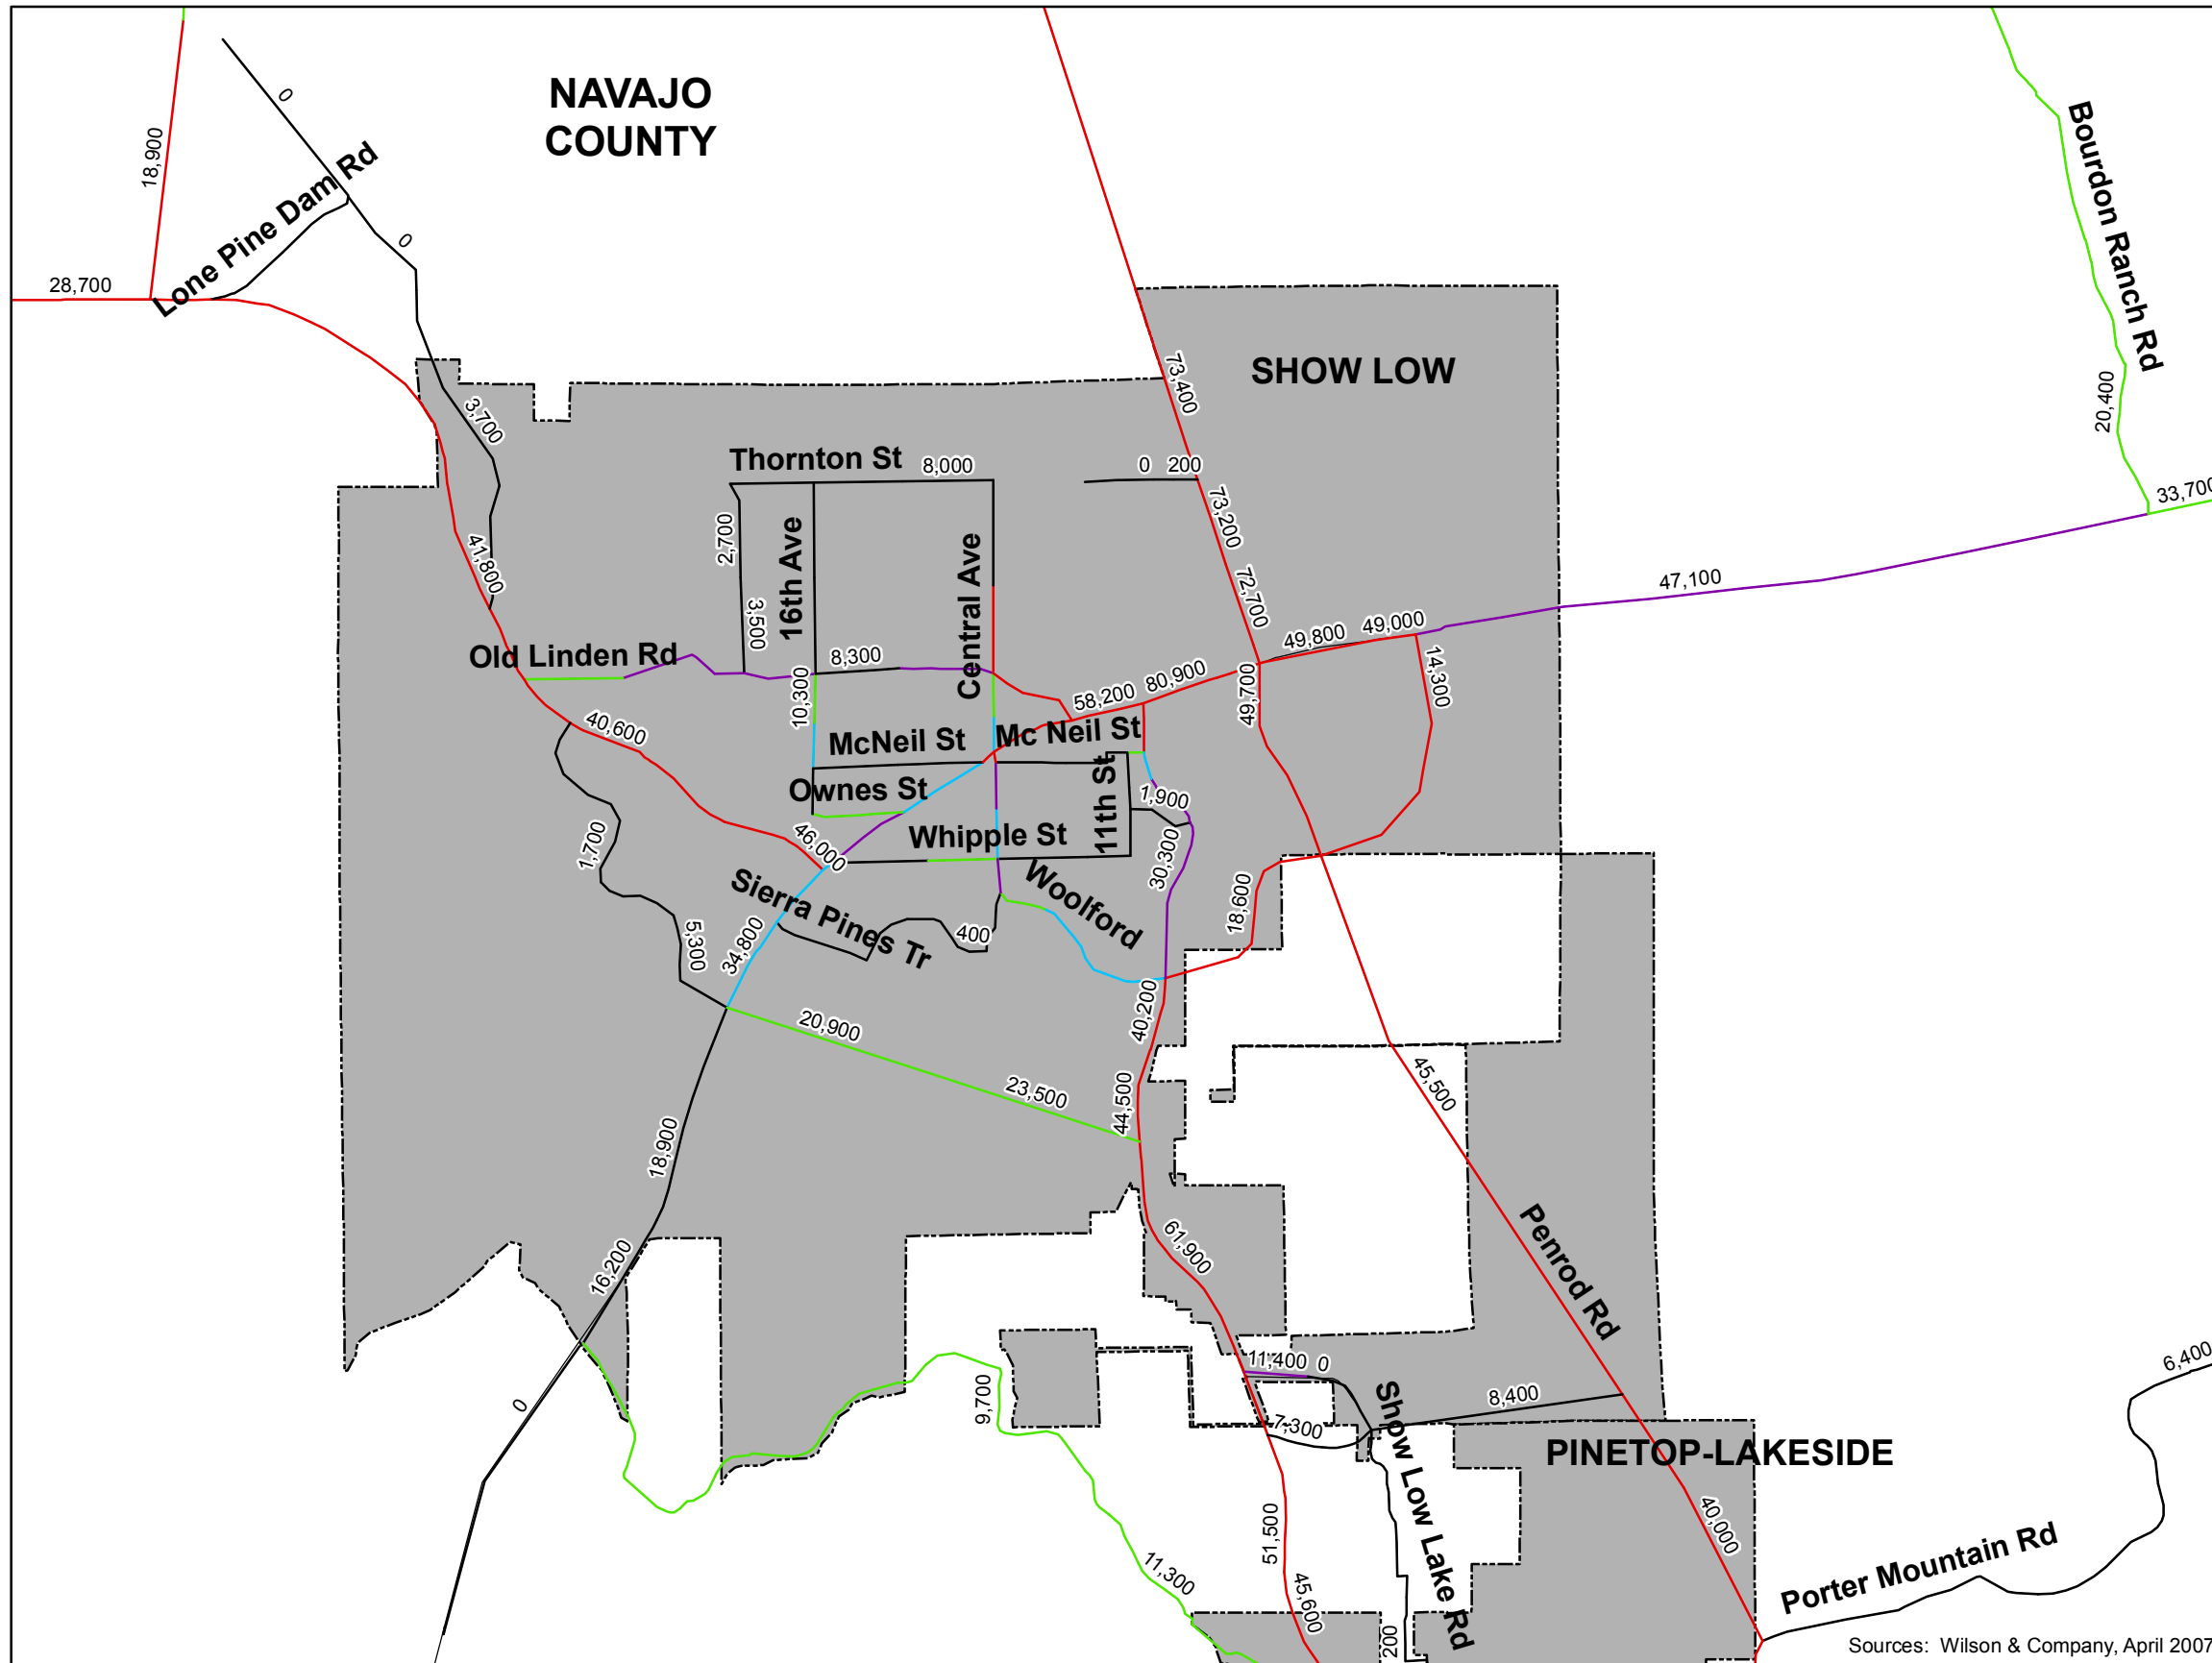 NAVAJO
COUNTY
0
18,900
Lone Pine Dam Rd
0
28,700
Bourdon Ranch Rd
20,400
33,700
SHOW LOW
73,400
3,700
Thornton St
8,000
0
200
73,200
2,700
16th Ave
Central Ave
41,800
72,700
47,100
3,500
49,800
49,000
Old Linden Rd
8,300
14,300
10,300
58,200
80,900
49,700
40,600
McNeil St
Mc Neil St
Ownes St
11th St
1,900
46,000
Whipple St
1,700
30,300
Sierra Pines Tr
Woolford
18,600
5,300
34,800
400
20,900
40,200
23,500
44,500
45,500
18,900
61,900
16,200
Penrod Rd
11,400
0
6,400
9,700
8,400
0
7,300
Show Low Lake Rd
PINETOP-LAKESIDE
51,500
40,000
11,300
45,600
Porter Mountain Rd
200
Sources: Wilson & Company, April 2007